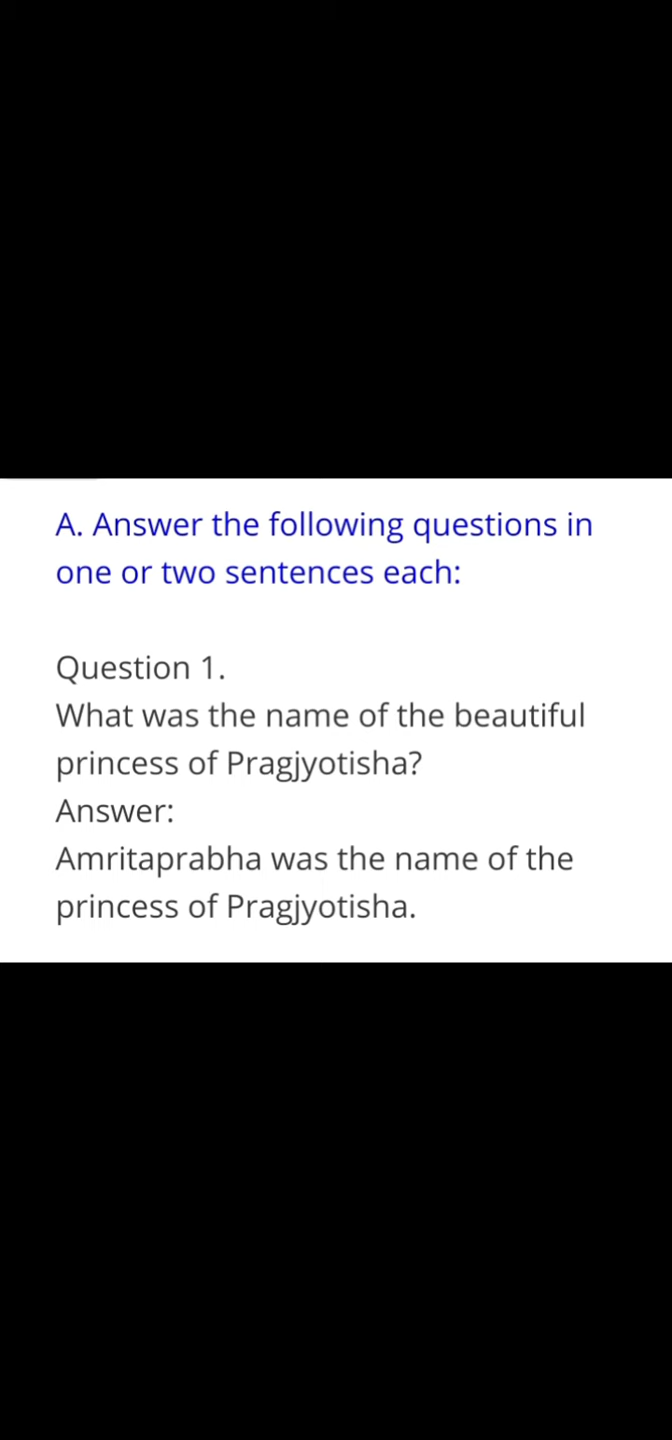 A. Answer the following questions in
one or two sentences each:
Question 1.
What was the name of the beautiful
princess of Pragjyotisha?
Answer:
Amritaprabha was the name of the
princess of Pragjyotisha.